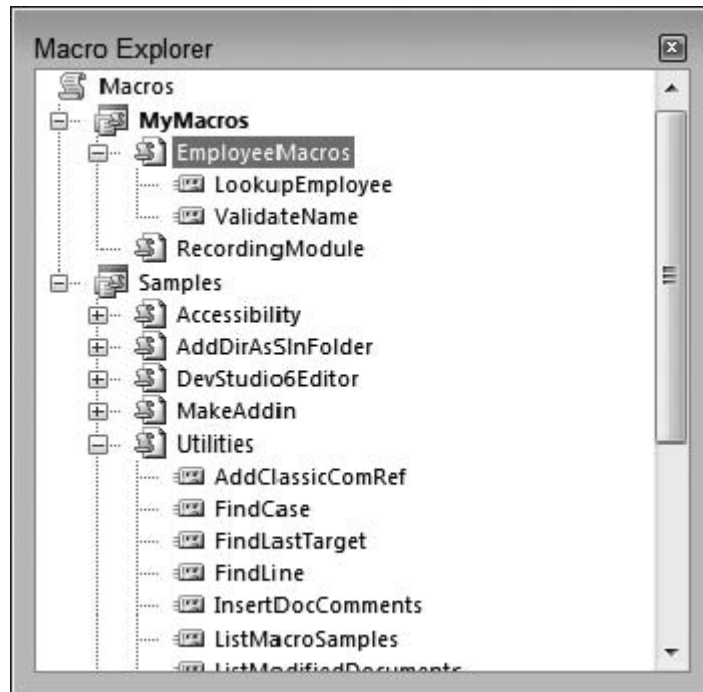 Macro Explorer
Macros
MyMacros
EmployeeMacros
LookupEmployee
ValidateName
RecordingModule
Samples
Accessibility
AddDirAsSlnFolder
DevStudio6Editor
MakeAddin
Utilities
AddClassicComRef
FindCase
FindLastTarget
FindLine
InsertDocComments
ListMacroSamples
ListModifiedDocuments